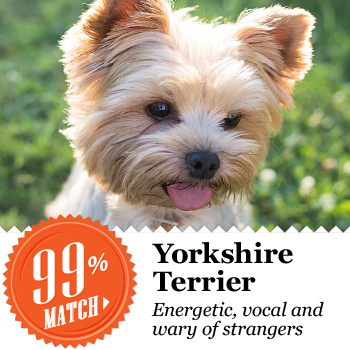 99%
MATCH
Yorkshire
Terrier
Energetic, vocal and
wary of strangers